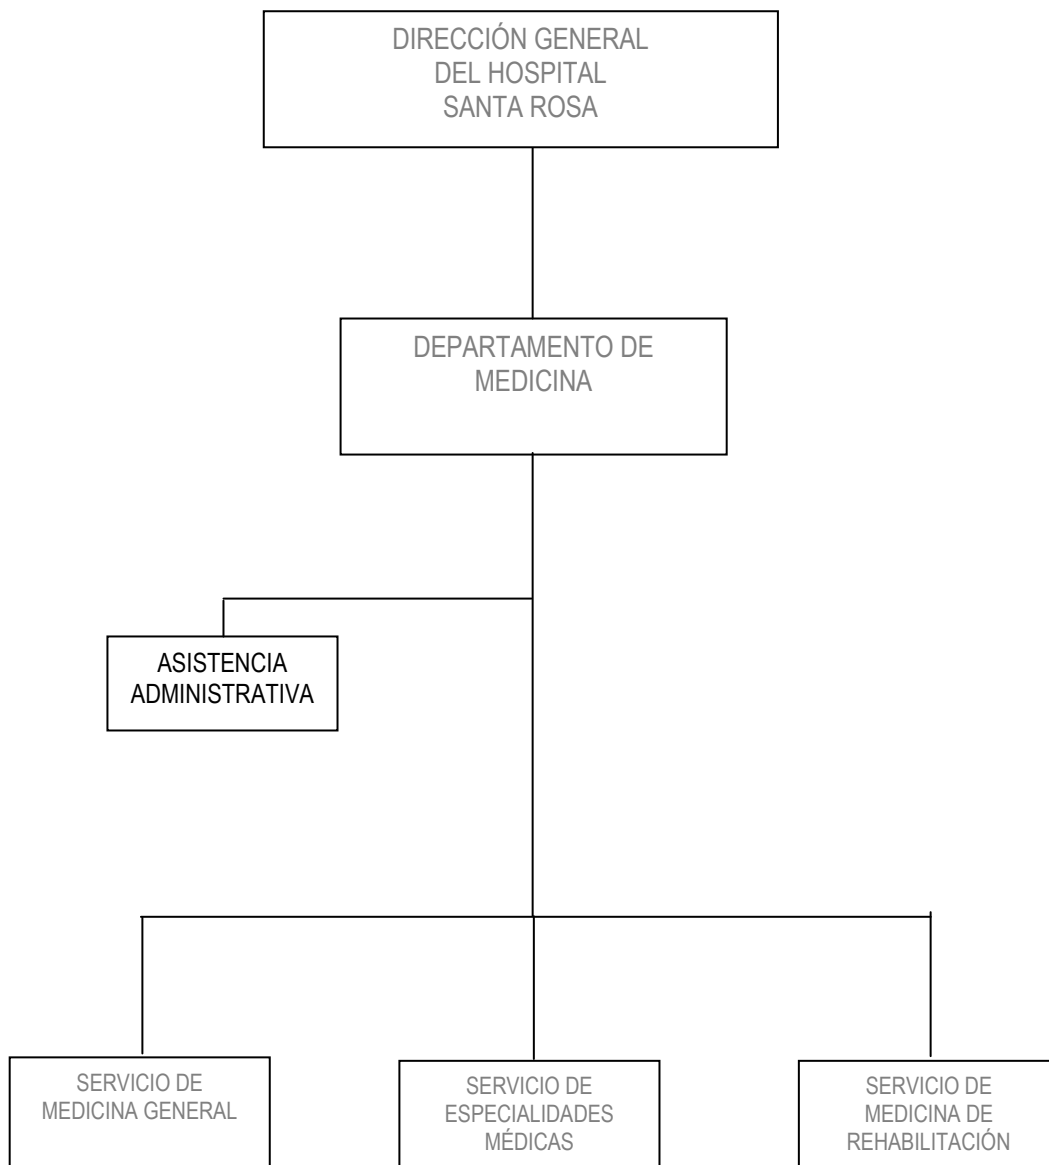 DIRECCIÓN GENERAL
DEL HOSPITAL
SANTA ROSA
DEPARTAMENTO DE
MEDICINA
ASISTENCIA
ADMINISTRATIVA
SERVICIO DE
MEDICINA GENERAL
SERVICIO DE
ESPECIALIDADES
MÉDICAS
SERVICIO DE
MEDICINA DE
REHABILITACIÓN